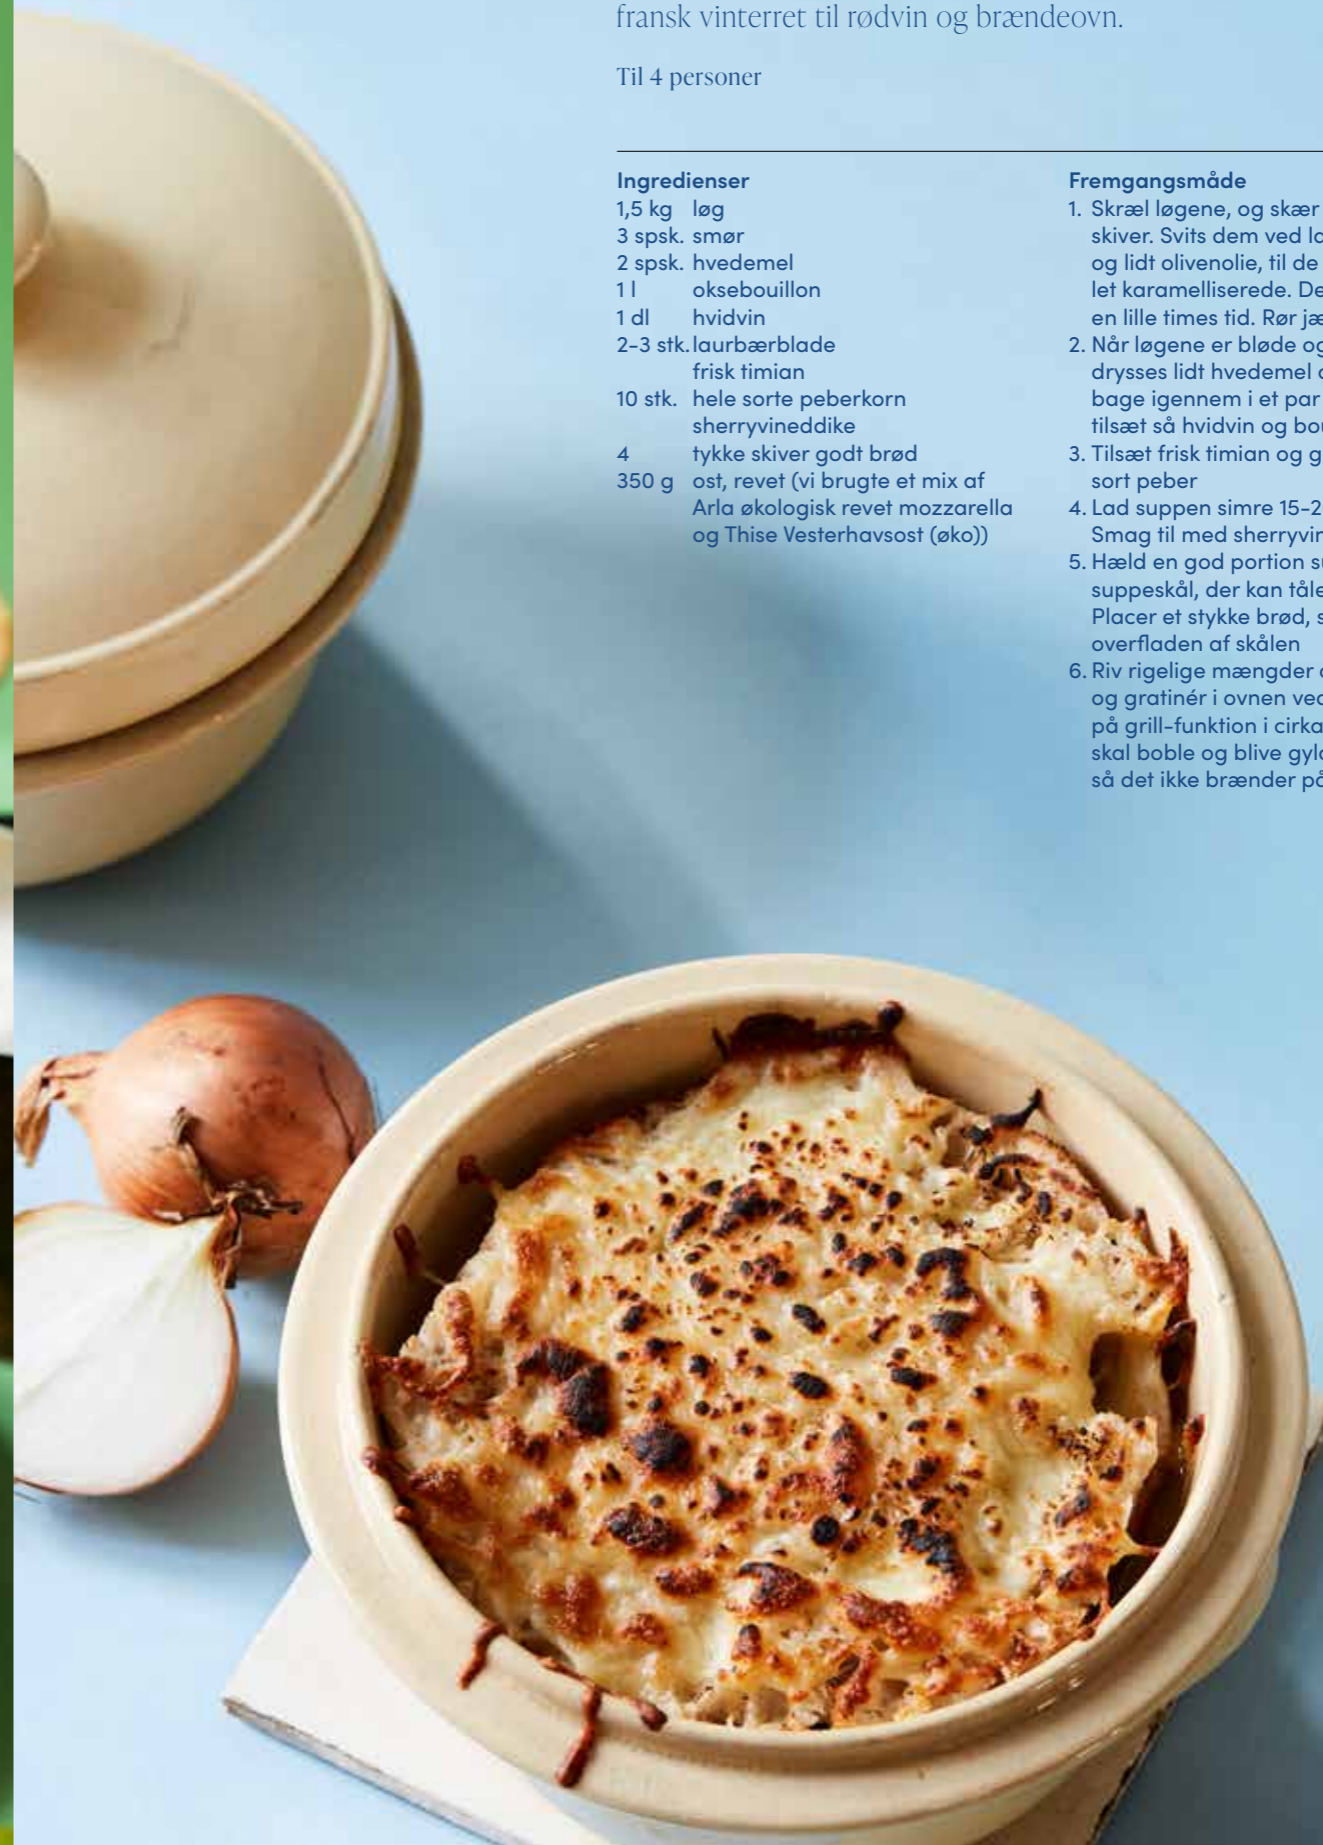 fransk vinterret til rødvin og brændeovn.
Til 4 personer
Ingredienser
1,5 kg løg
3 spsk. smør
2 spsk. hvedemel
1 l oksebouillon
1 dl hvidvin
2-3 stk. laurbærblade
frisk timian
10 stk. hele sorte peberkorn
sherryvineddike
4 tykke skiver godt brød
350 g ost, revet (vi brugte et mix af
Arla økologisk revet mozzarella
og Thise Vesterhavsost (øko))
Fremgangsmåde
1. Skræl løgene, og skær
skiver. Svits dem ved
og lidt olivenolie, til de
let karamelliserede.
en lille times tid. Rør
2. Når løgene er bløde og
drysses lidt hvedemel
bage igennem i et par
tilsæt så hvidvin og
3. Tilsæt frisk timian og
sort peber
4. Lad suppen simre
Smag til med
5. Hæld en god portion
suppeskål, der kan tåle
Placer et stykke brød,
overfladen af skålen
6. Riv rigelige mængder
og gratinér i ovnen
på grill-funktion i cirka
skal boble og blive
så det ikke brænder på